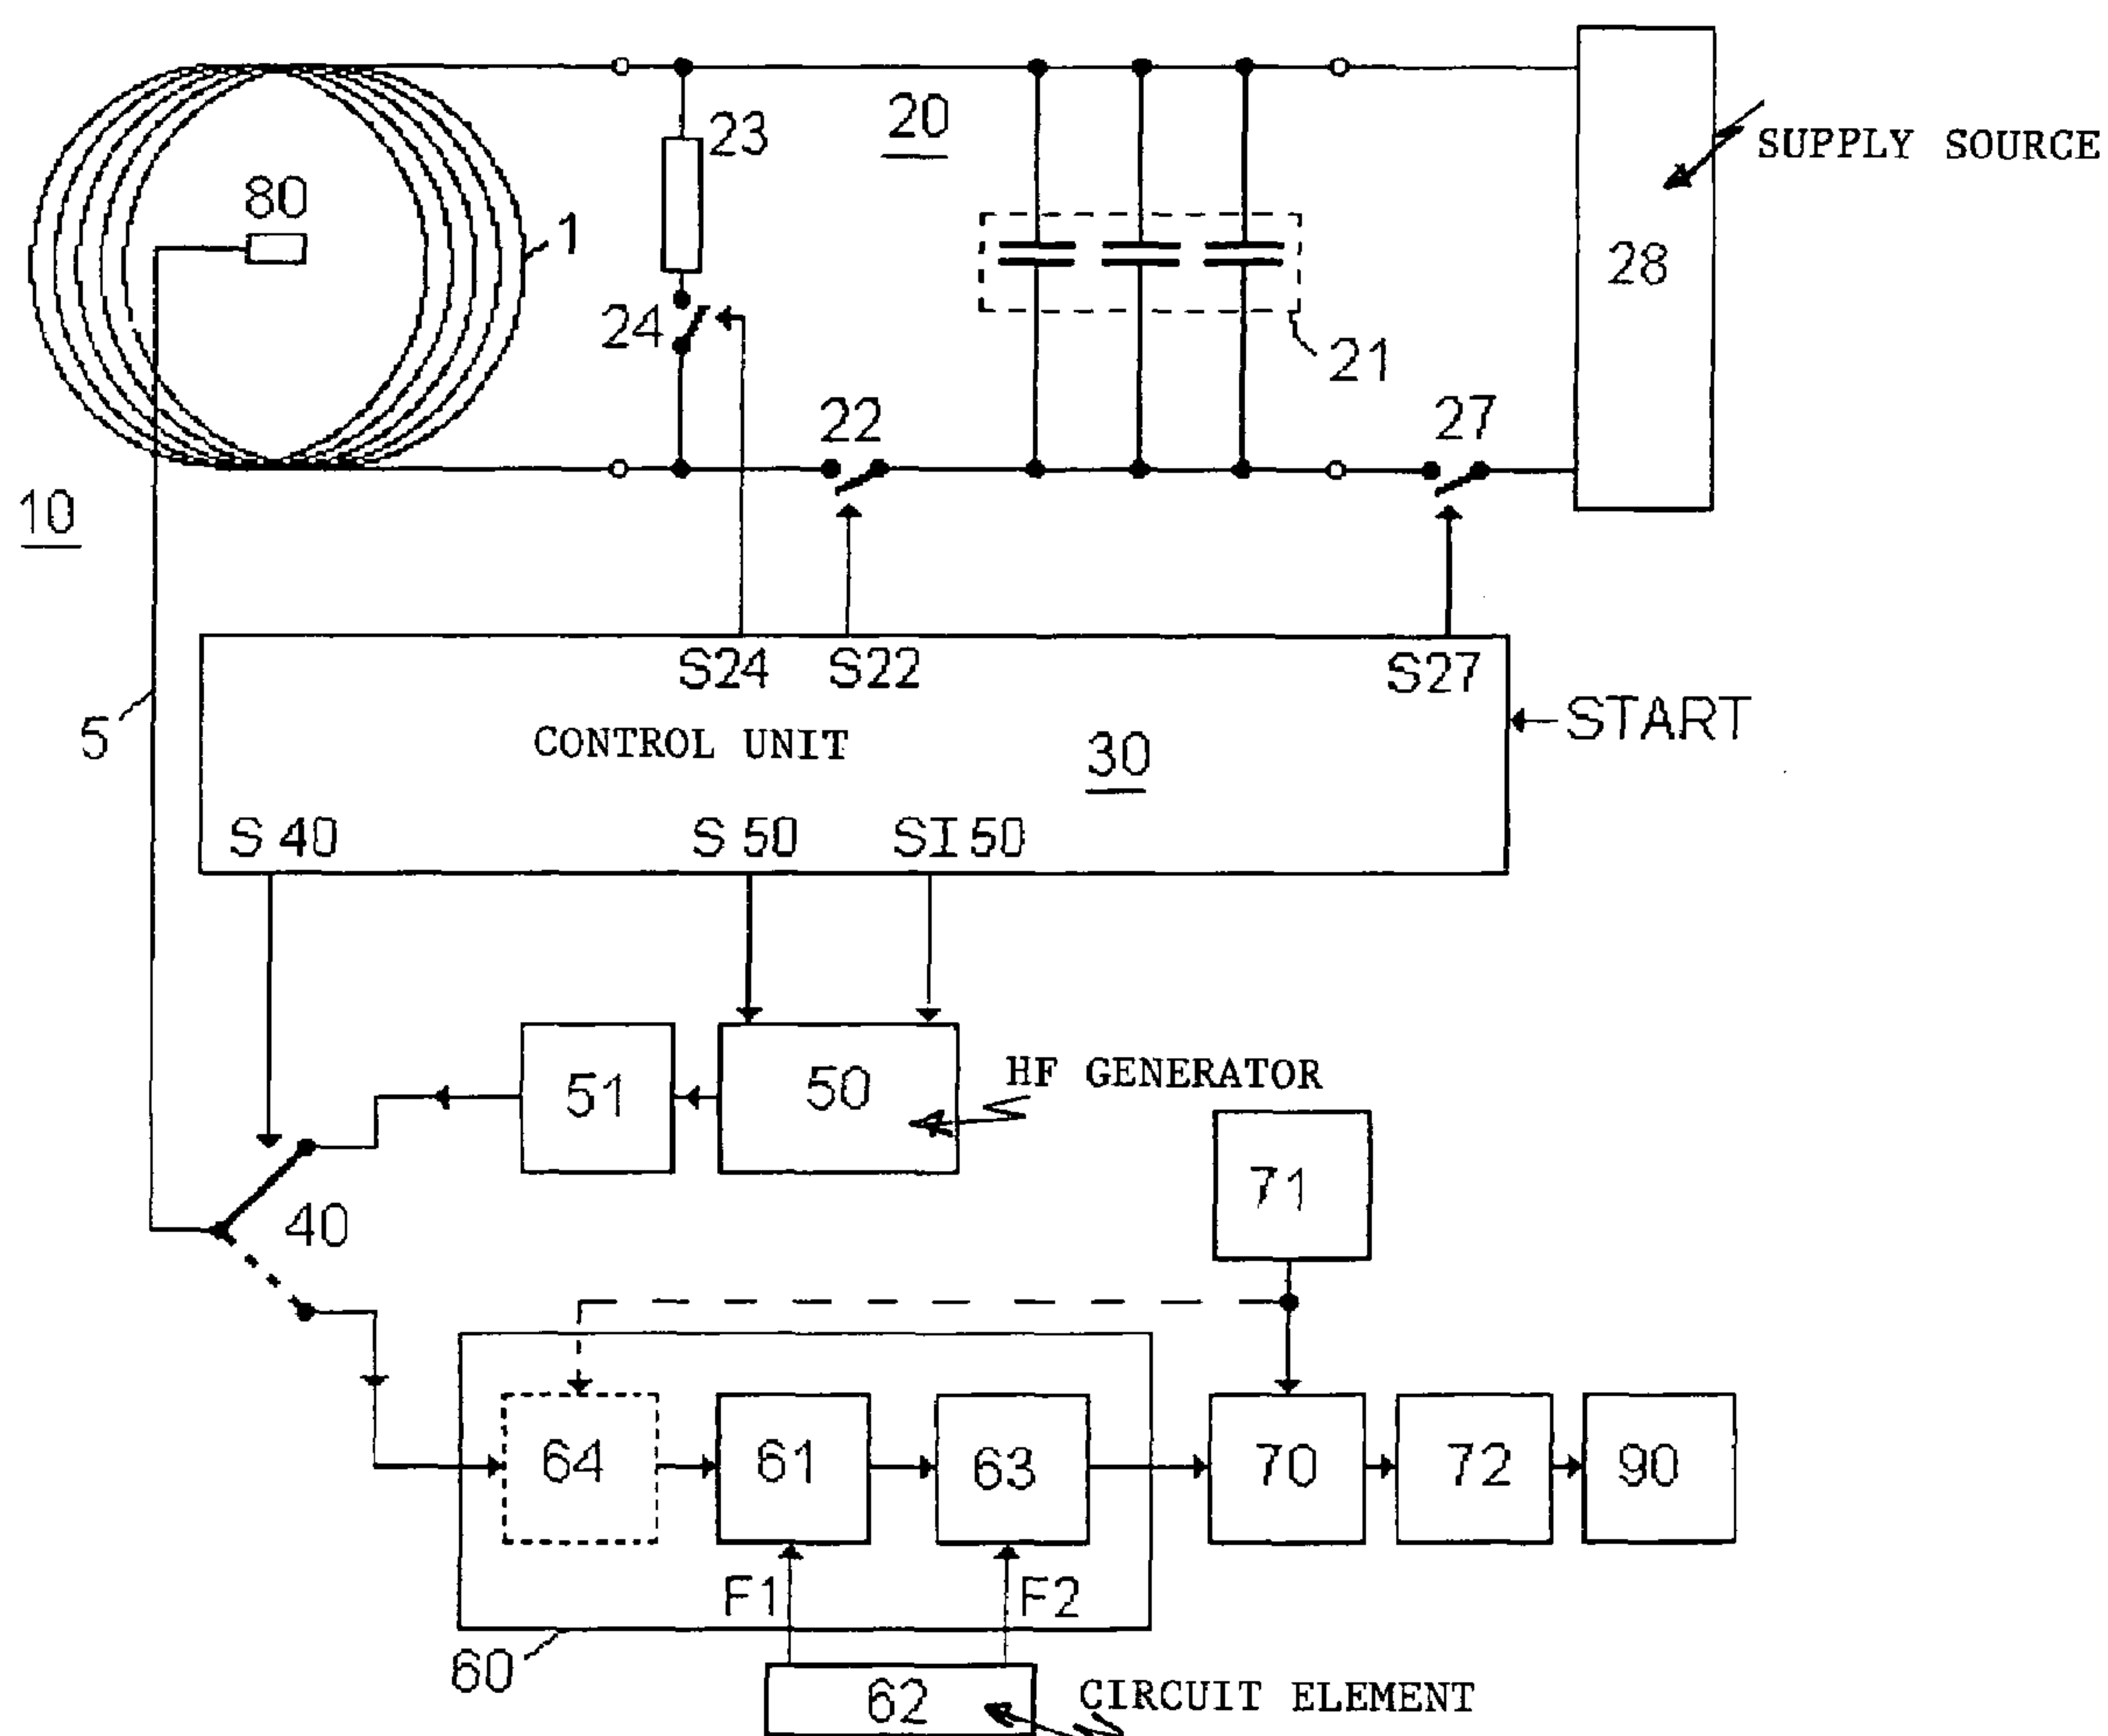 20
SUPPLY SOURCE
23
80
1
28
24
21
22
27
10
S24
S22
S27
START
5
CONTROL UNIT
30
S 40
S 50
SI 50
51
50
HF GENERATOR
71
40
64
61
63
70
72
90
F1
F2
60
62
CIRCUIT ELEMENT